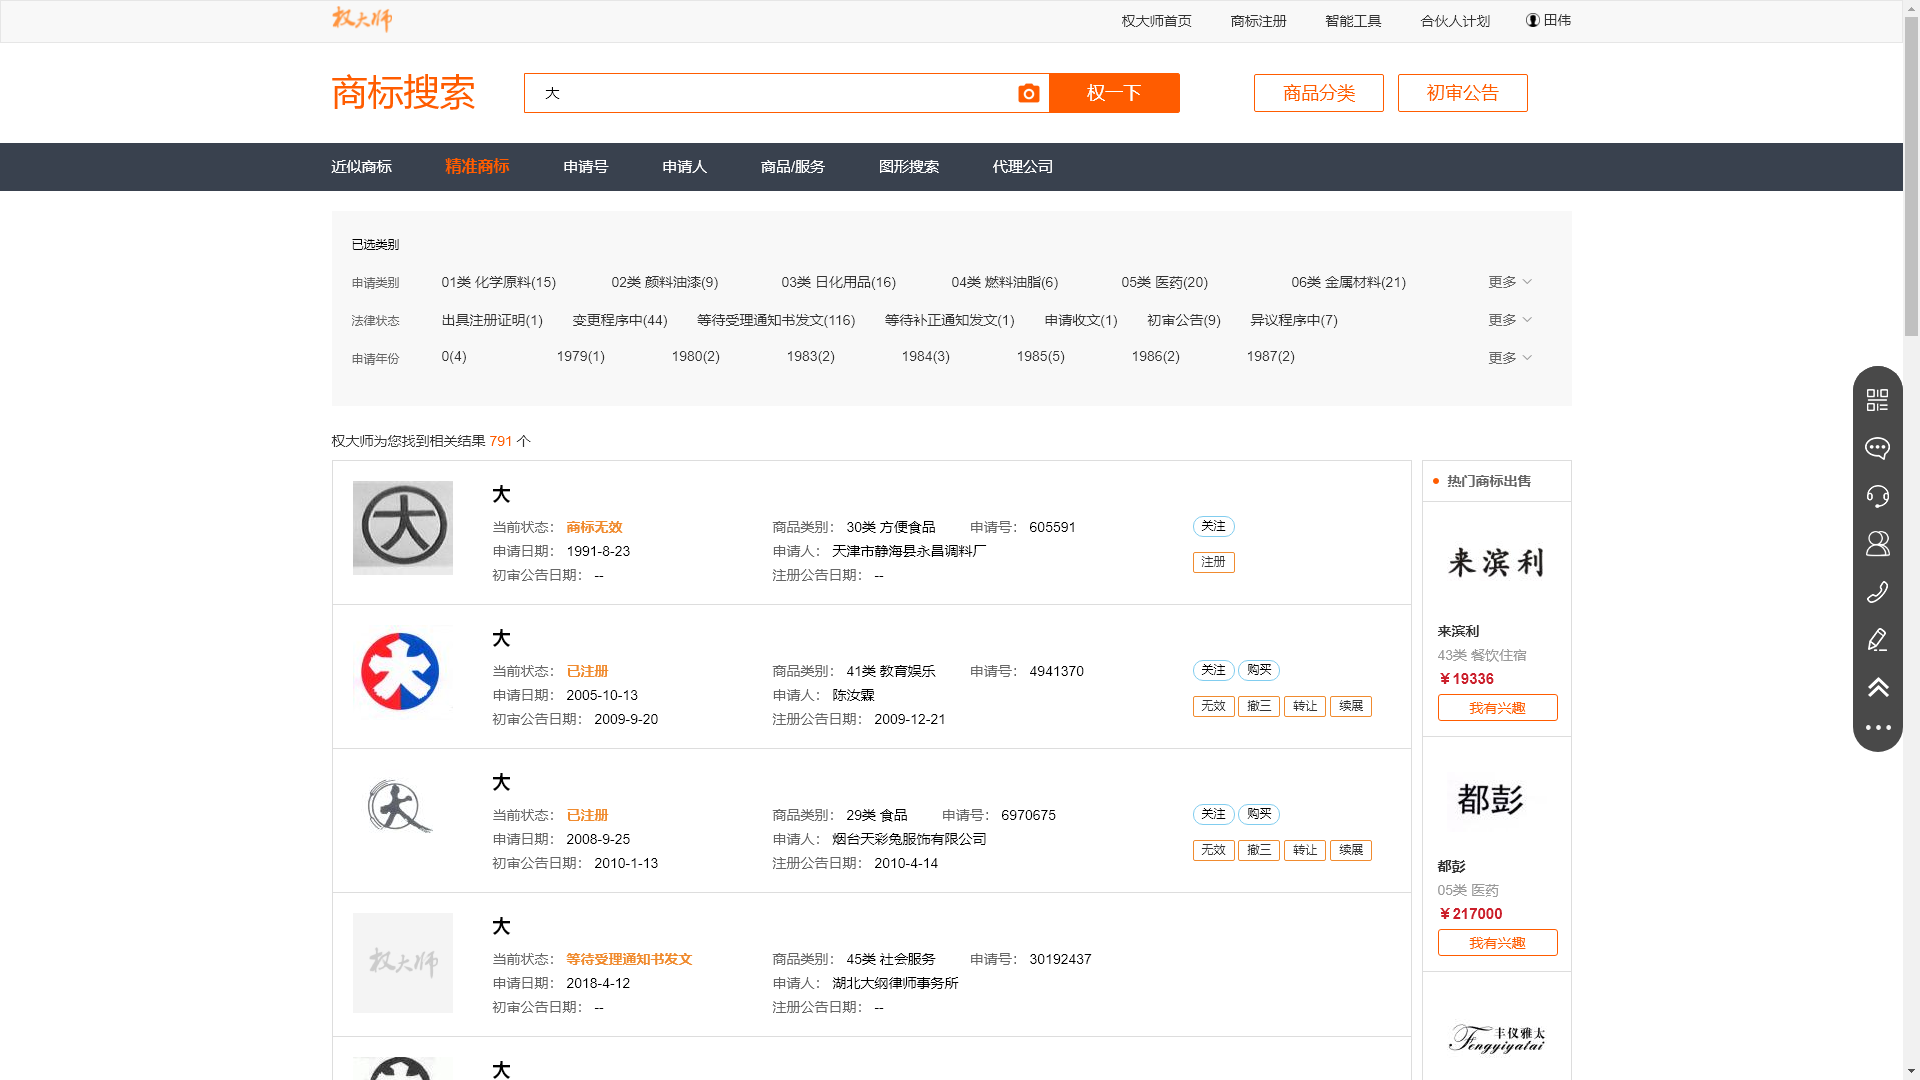 权大师 权大师首页 商标注册 智能工具 合伙人计划 田伟
商标搜索 大 权一下 商品分类 初审公告
近似商标 精准商标 申请号 申请人 商品/服务 图形搜索 代理公司
已选类别
申请类别 01类 化学原料(15) 02类 颜料油漆(9) 03类 日化用品(16) 04类 燃料油脂(6) 05类 医药(20) 06类 金属材料(21) 更多
法律状态 出具注册证明(1) 变更程序中(44) 等待受理通知书发文(116) 等待补正通知发文(1) 申请收文(1) 初审公告(9) 异议程序中(7) 更多
申请年份 0(4) 1979(1) 1980(2) 1983(2) 1984(3) 1985(5) 1986(2) 1987(2) 更多
权大师为您找到相关结果 791 个
大
大
当前状态： 商标无效 商品类别： 30类 方便食品 申请号： 605591 关注
申请日期： 1991-8-23 申请人： 天津市静海县永昌调料厂 注册
初审公告日期： -- 注册公告日期： --
大
当前状态： 已注册 商品类别： 41类 教育娱乐 申请号： 4941370 关注 购买
申请日期： 2005-10-13 申请人： 陈汝霖 无效 撤三 转让 续展
初审公告日期： 2009-9-20 注册公告日期： 2009-12-21
大
大
当前状态： 已注册 商品类别： 29类 食品 申请号： 6970675 关注 购买
申请日期： 2008-9-25 申请人： 烟台天彩兔服饰有限公司 无效 撤三 转让 续展
初审公告日期： 2010-1-13 注册公告日期： 2010-4-14
权大师
大
当前状态： 等待受理通知书发文 商品类别： 45类 社会服务 申请号： 30192437
申请日期： 2018-4-12 申请人： 湖北大纲律师事务所
初审公告日期： -- 注册公告日期： --
大
热门商标出售
来滨利
来滨利
43类 餐饮住宿
¥19336
我有兴趣
都彭
都彭
05类 医药
¥217000
我有兴趣
丰仪雅太
Fengyiyatai